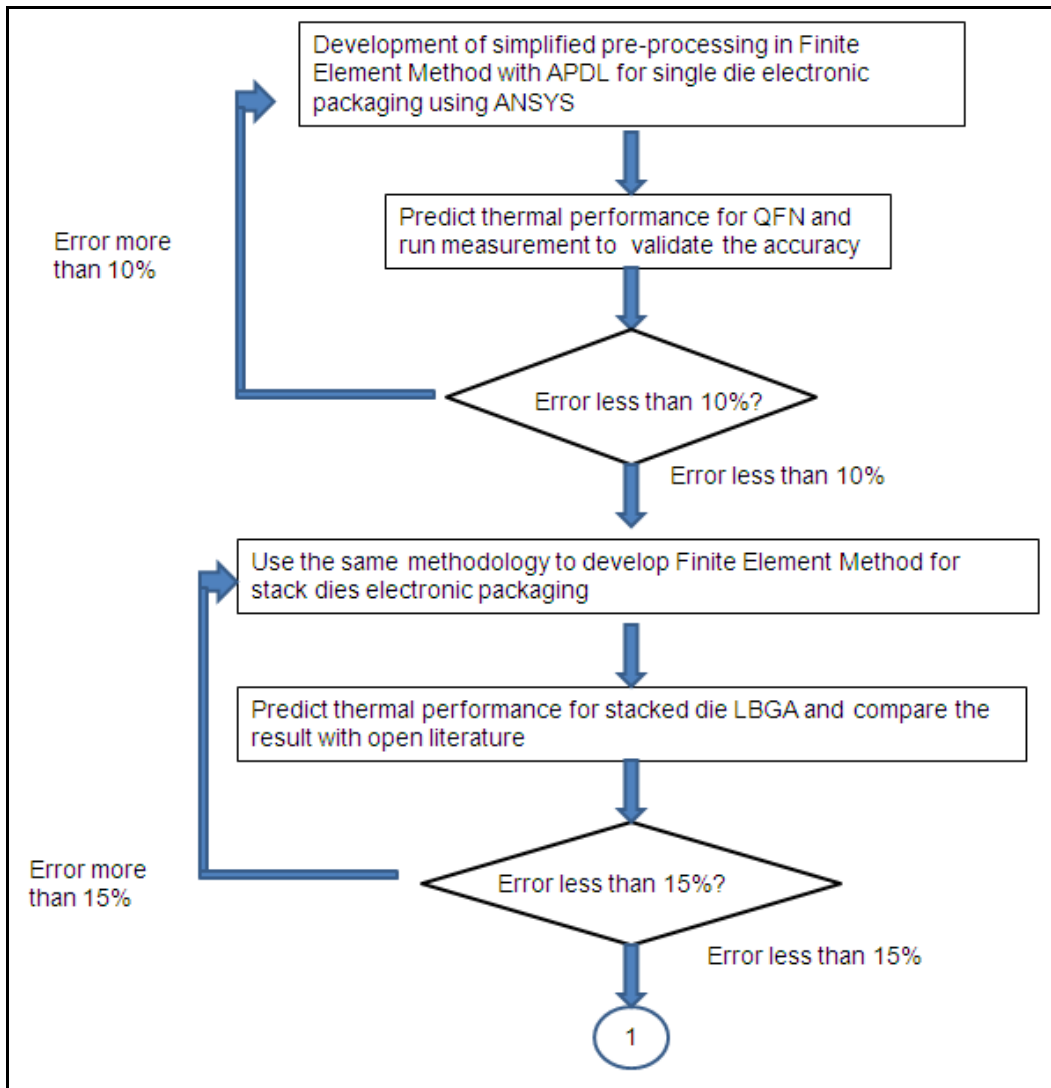 Development of simplified pre-processing in Finite
Element Method with APDL for single die electronic
packaging using ANSYS
Predict thermal performance for QFN and
run measurement to validate the accuracy
Error more
than 10%
Error less than 10%?
Error less than 10%
Use the same methodology to develop Finite Element Method for
stack dies electronic packaging
Predict thermal performance for stacked die LBGA and compare the
result with open literature
Error more
than 15%
Error less than 15%?
Error less than 15%
1